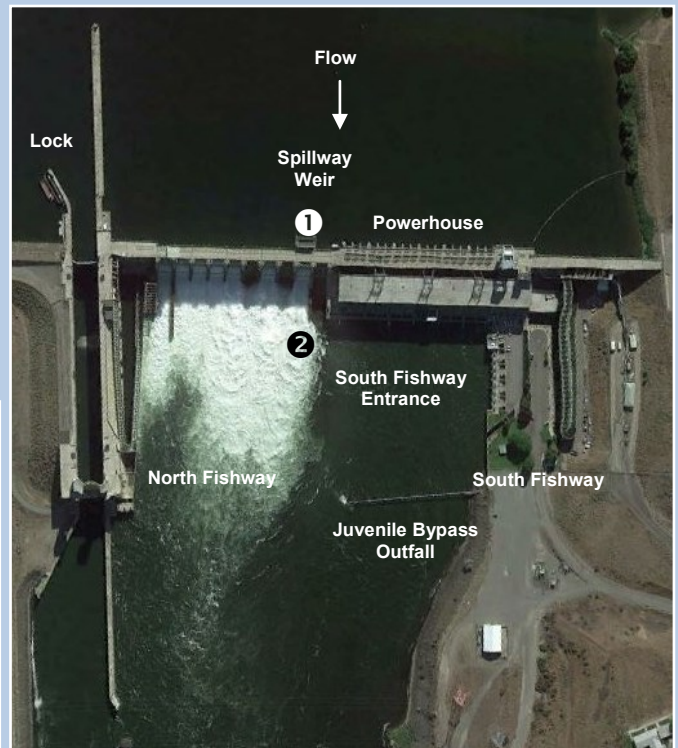 Flow
Lock
Spillway
Weir
1
Powerhouse
2
South Fishway
Entrance
North Fishway
South Fishway
Juvenile Bypass
Outfall